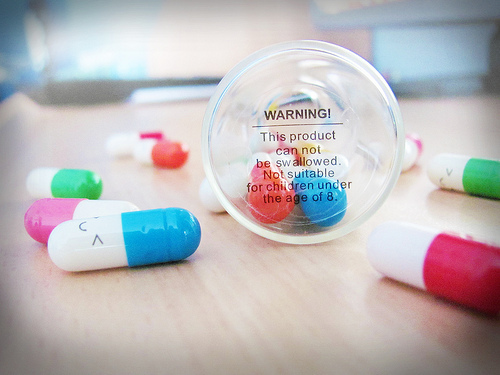 WARNING!
This product
can not
be swallowed.
Not suitable
for children under
the age of 8.